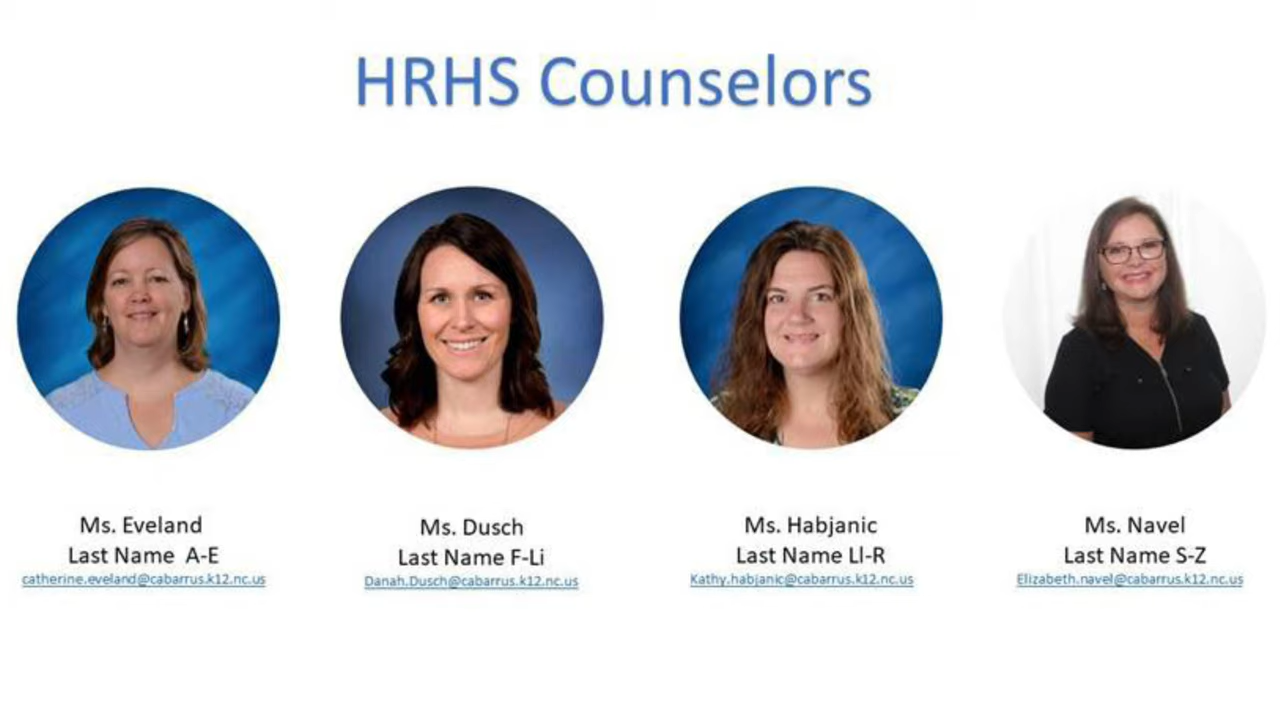 HRHS Counselors
Ms. Eveland
Last Name A-E
catherine.eveland@cabarrus.k12.nc.us
Ms. Dusch
Last Name F-Li
Danah.Dusch@cabarrus.k12.nc.us
Ms. Habjanic
Last Name Ll-R
Kathy.habjanic@cabarrus.k12.nc.us
Ms. Navel
Last Name S-Z
Elizabeth.navel@cabarrus.k12.nc.us